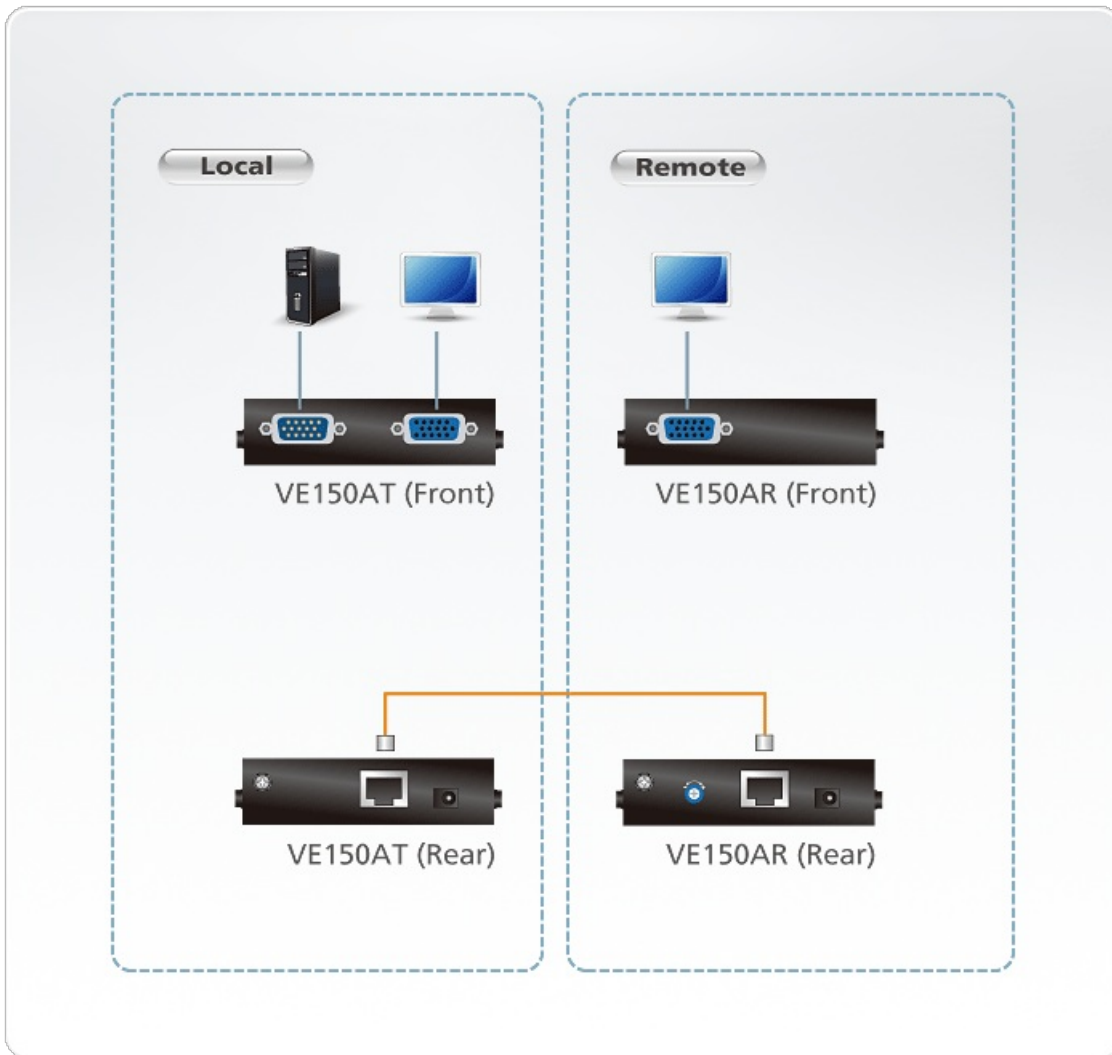 Local
Remote
VE150AT (Front)
VE150AR (Front)
VE150AT (Rear)
VE150AR (Rear)